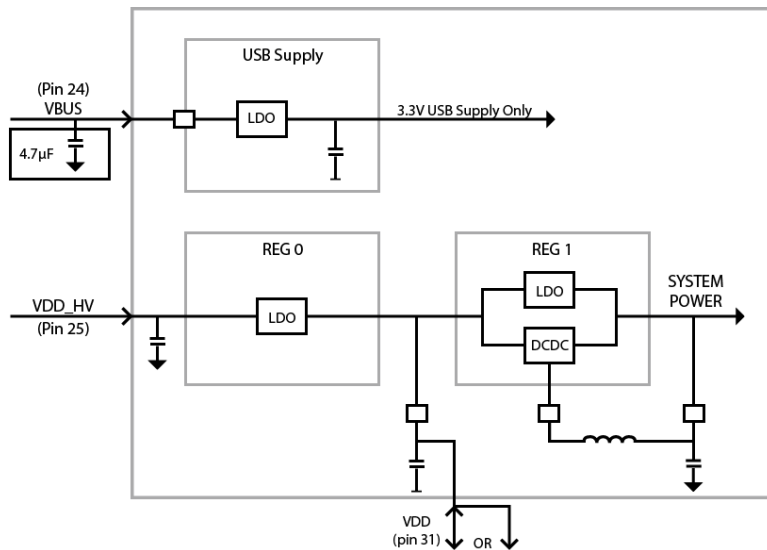 USB Supply
(Pin 24)
VBUS
LDO
3.3V USB Supply Only
4.7µF
REG 0
REG 1
VDD_HV
(Pin 25)
LDO
LDO
DCDC
SYSTEM
POWER
VDD
(pin 31)
OR